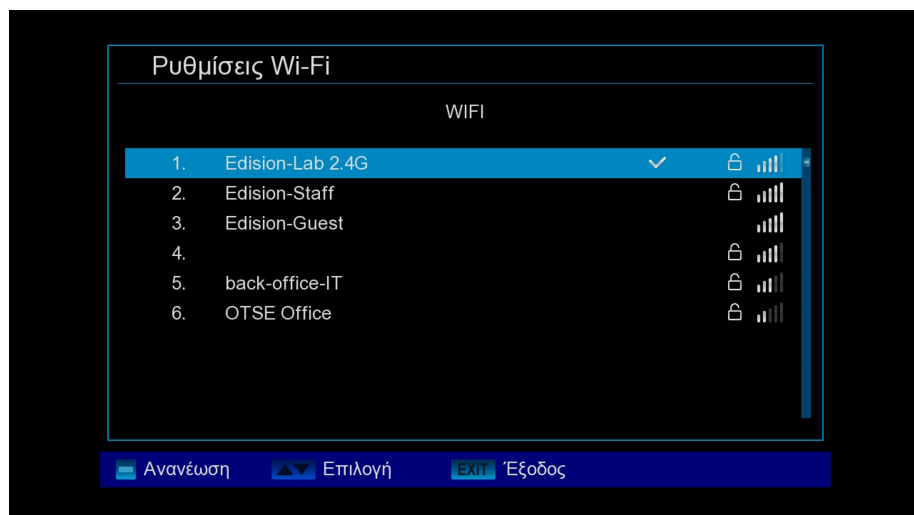 Ρυθμίσεις Wi-Fi
WIFI
1. Edision-Lab 2.4G
2. Edision-Staff
3. Edision-Guest
4.
5. back-office-IT
6. OTSE Office
Ανανέωση Επιλογή EXIT Έξοδος